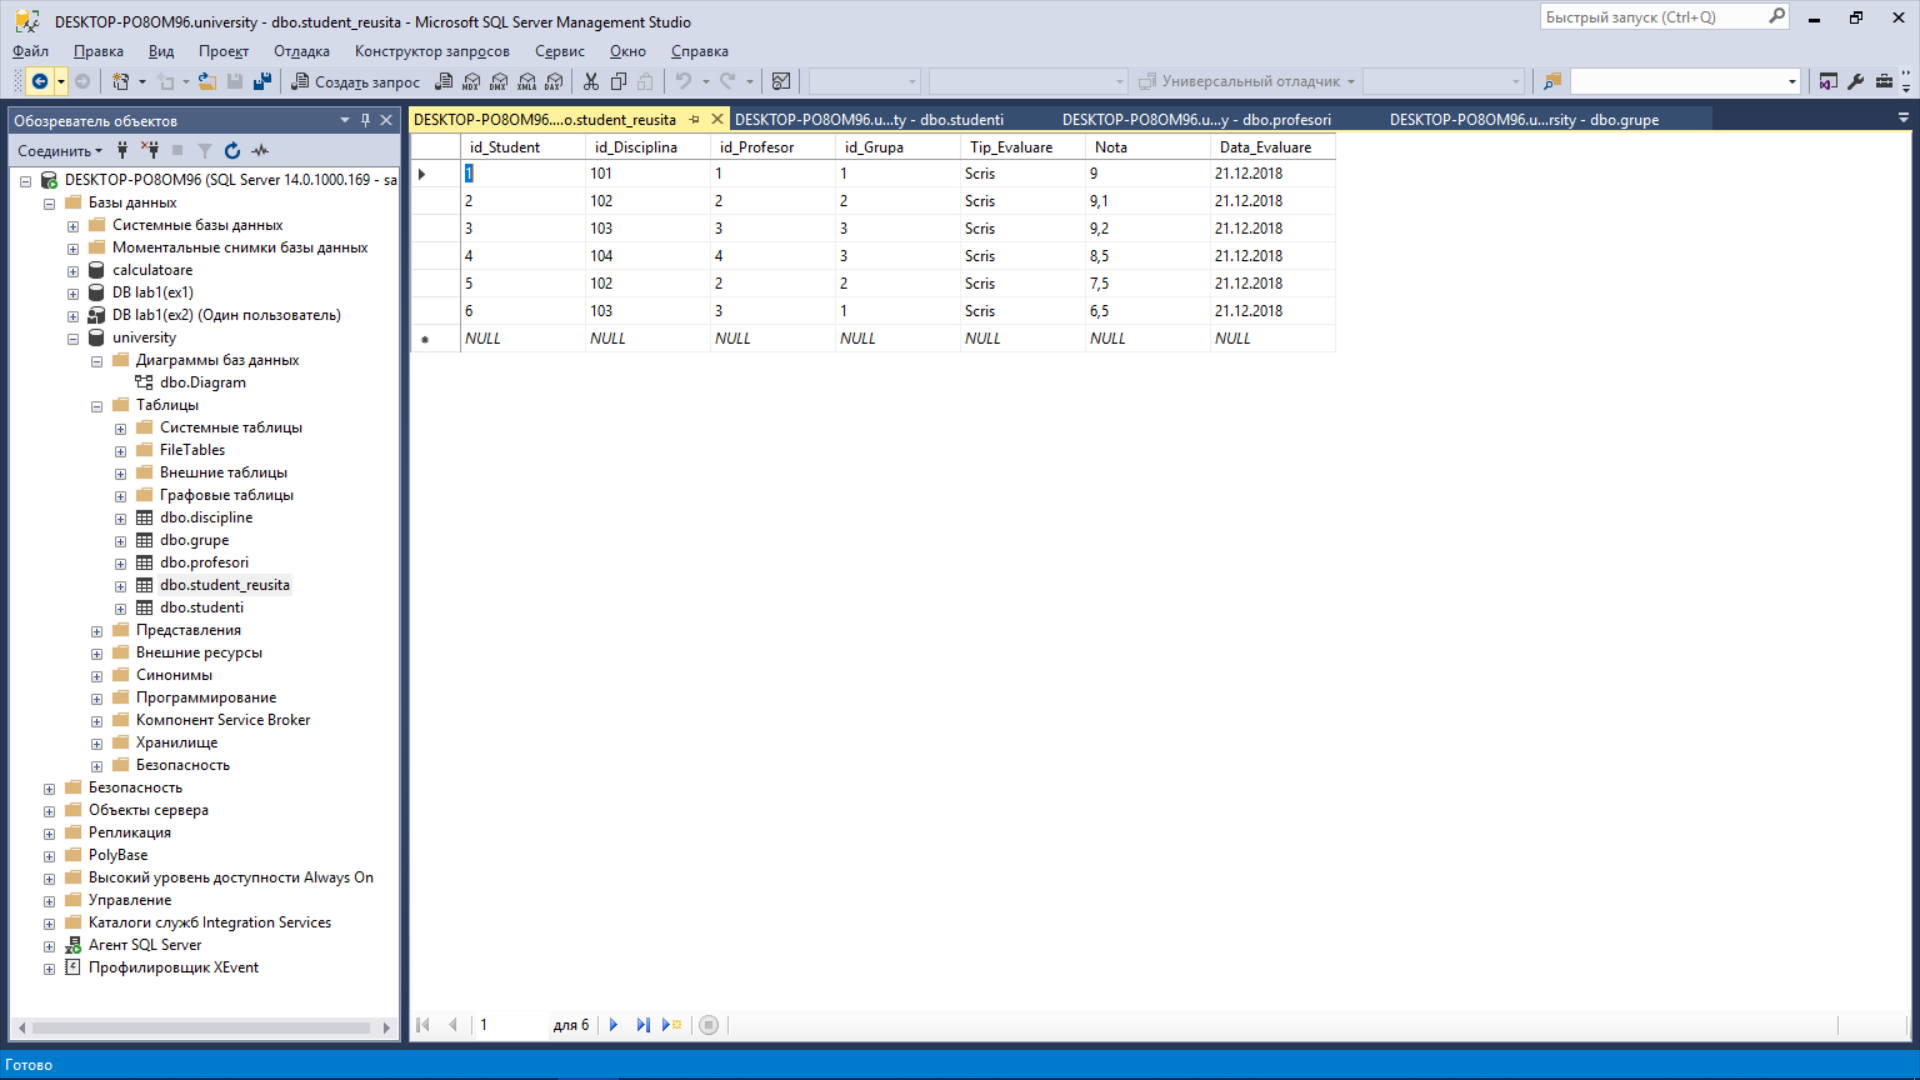 DESKTOP-PO8OM96.university - dbo.student_reusita - Microsoft SQL Server Management Studio
Быстрый запуск (Ctrl+Q)
Файл Правка Вид Проект Отладка Конструктор запросов Сервис Окно Справка
Создать запрос MDX DMX XMLA DAX Универсальный отладчик
Обозреватель объектов
DESKTOP-PO8OM96....o.student_reusita DESKTOP-PO8OM96.u...ty - dbo.studenti DESKTOP-PO8OM96.u...y - dbo.profesori DESKTOP-PO8OM96.u...rsity - dbo.grupe
Соединить
DESKTOP-PO8OM96 (SQL Server 14.0.1000.169 - sa
Базы данных
Системные базы данных
Моментальные снимки базы данных
calculatoare
DB lab1(ex1)
DB lab1(ex2) (Один пользователь)
university
Диаграммы баз данных
dbo.Diagram
Таблицы
Системные таблицы
FileTables
Внешние таблицы
Графовые таблицы
dbo.discipline
dbo.grupe
dbo.profesori
dbo.student_reusita
dbo.studenti
Представления
Внешние ресурсы
Синонимы
Программирование
Компонент Service Broker
Хранилище
Безопасность
Безопасность
Объекты сервера
Репликация
PolyBase
Высокий уровень доступности Always On
Управление
Каталоги служб Integration Services
Агент SQL Server
Профилировщик XEvent
id_Student id_Disciplina id_Profesor id_Grupa Tip_Evaluare Nota Data_Evaluare
1 101 1 1 Scris 9 21.12.2018
2 102 2 2 Scris 9,1 21.12.2018
3 103 3 3 Scris 9,2 21.12.2018
4 104 4 3 Scris 8,5 21.12.2018
5 102 2 2 Scris 7,5 21.12.2018
6 103 3 1 Scris 6,5 21.12.2018
NULL NULL NULL NULL NULL NULL NULL
1 для 6
Готово